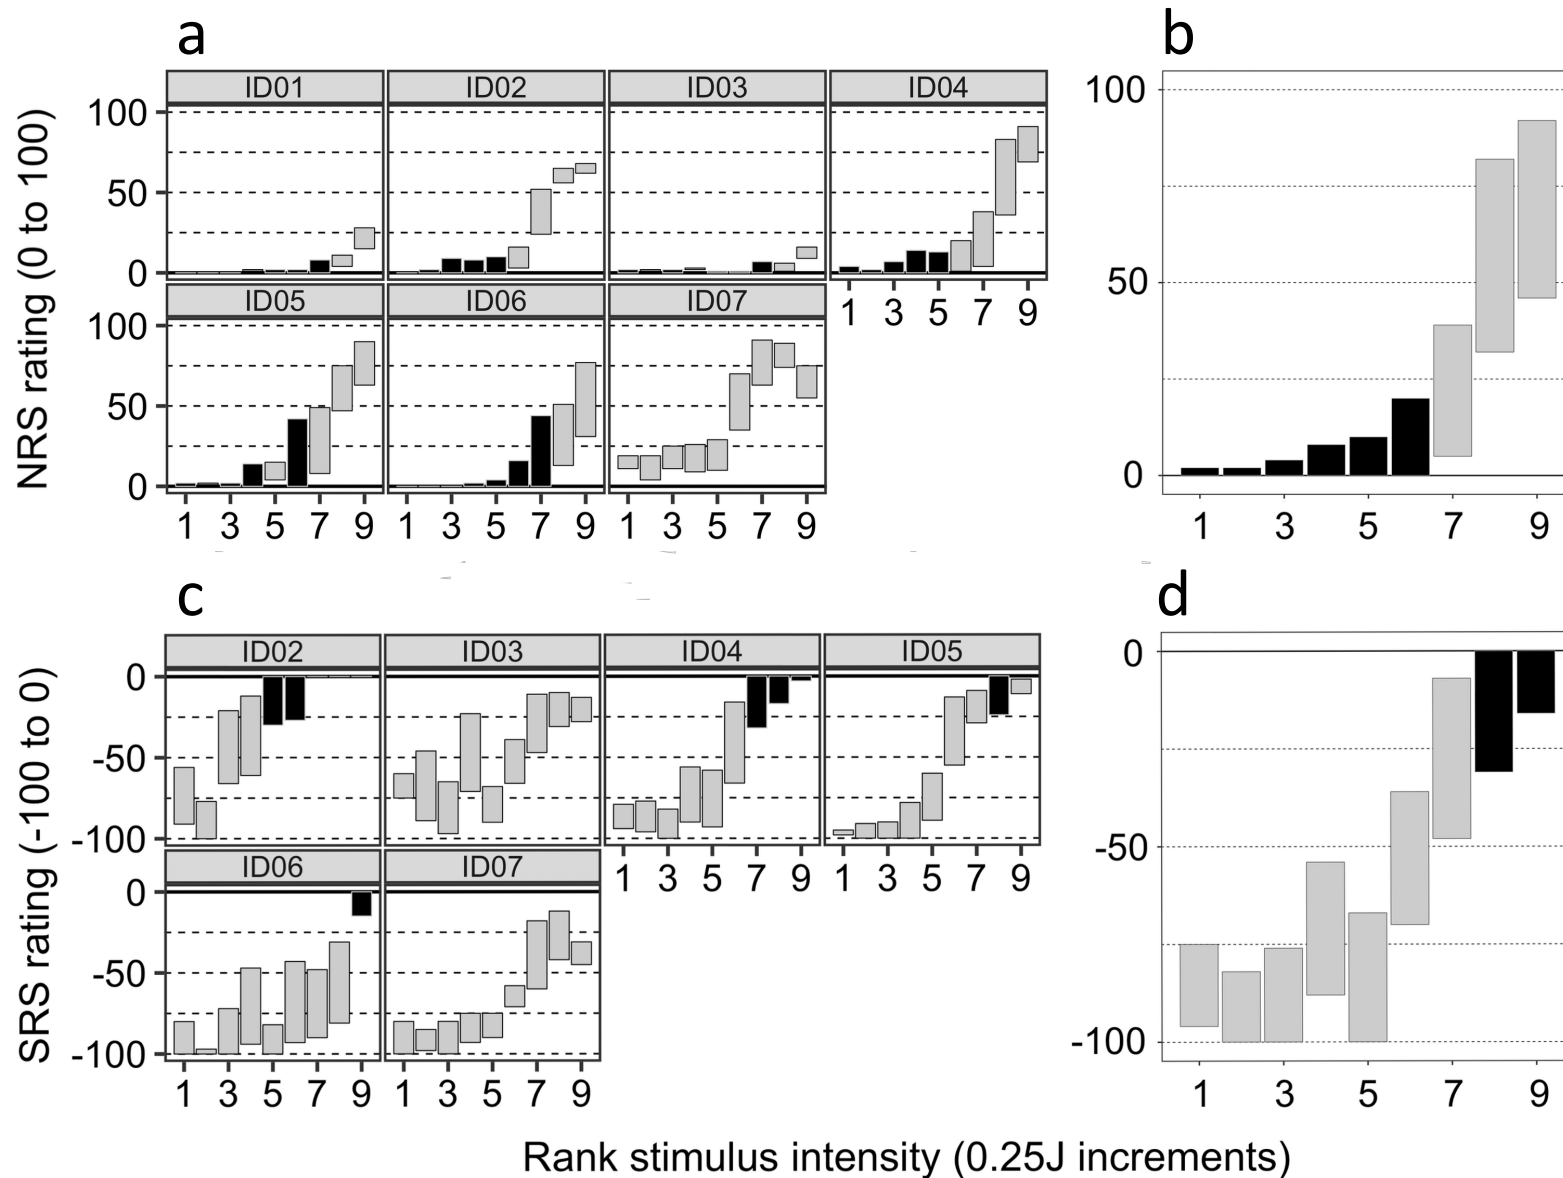 a
b
ID01 ID02 ID03 ID04
NRS rating (0 to 100)
100
50
0
1 3 5 7 9
ID05 ID06 ID07
100
50
0
1 3 5 7 9 1 3 5 7 9 1 3 5 7 9
100
50
0
1 3 5 7 9
c
d
ID02 ID03 ID04 ID05
SRS rating (-100 to 0)
0
-50
-100
1 3 5 7 9 1 3 5 7 9
ID06 ID07
0
-50
-100
1 3 5 7 9 1 3 5 7 9
0
-50
-100
1 3 5 7 9
Rank stimulus intensity (0.25J increments)